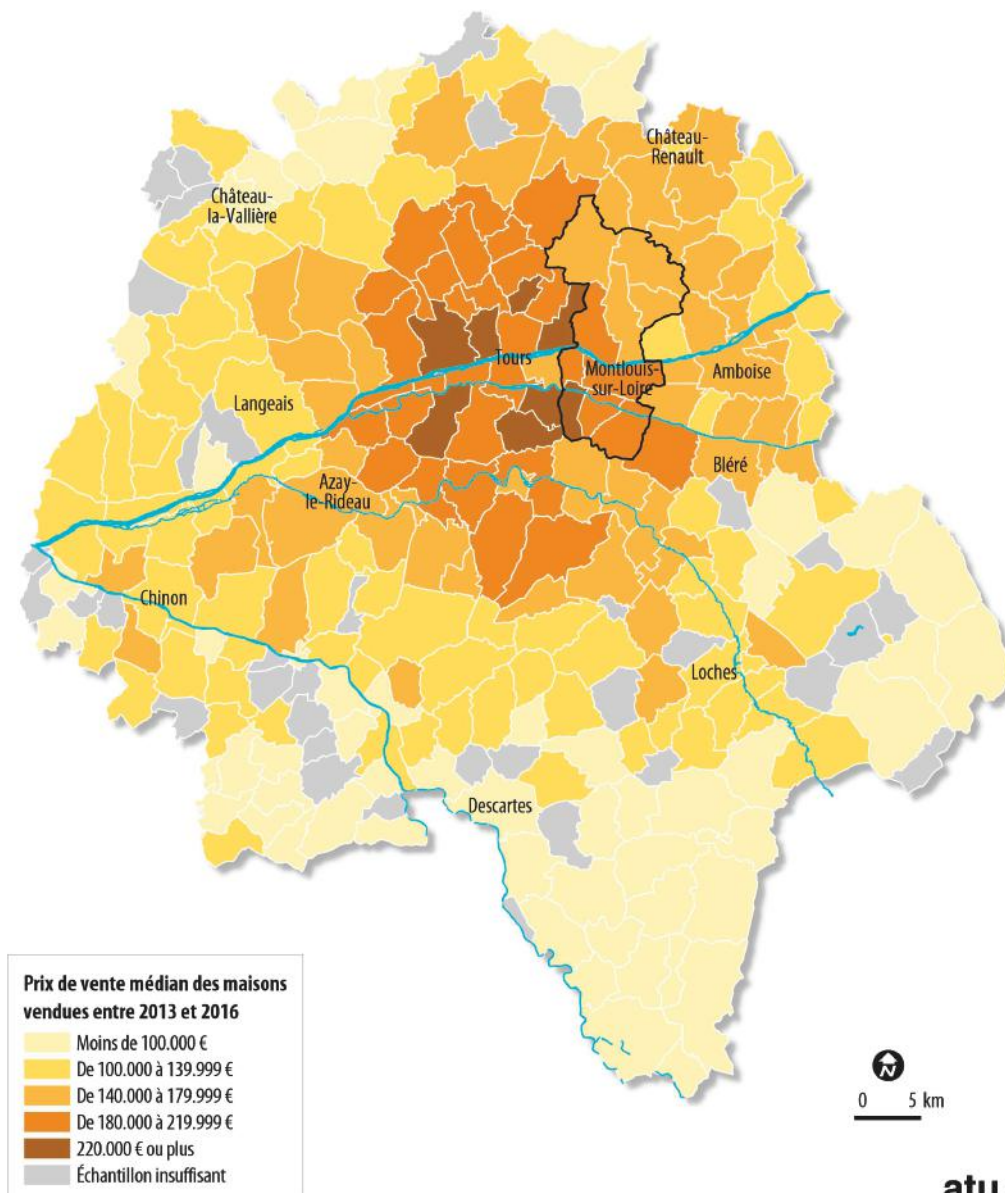 Château-
Renault
Château-
la-Vallière
Tours
Montlouis-
sur-Loire
Amboise
Langeais
Bléré
Azay-
le-Rideau
Chinon
Loches
Descartes
Prix de vente médian des maisons
vendues entre 2013 et 2016
Moins de 100.000 €
De 100.000 à 139.999 €
De 140.000 à 179.999 €
De 180.000 à 219.999 €
220.000 € ou plus
Échantillon insuffisant
N
0 5 km
atu